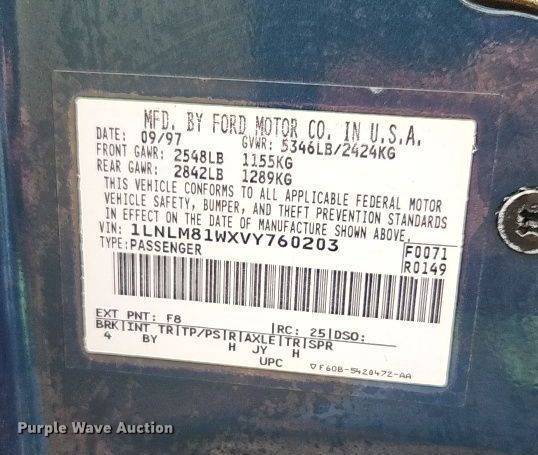 MFD. BY FORD MOTOR CO. IN U.S.A.
DATE: 09/97 GVWR: 5346LB/2424KG
FRONT GAWR: 2548LB 1155KG
REAR GAWR: 2842LB 1289KG
THIS VEHICLE CONFORMS TO ALL APPLICABLE FEDERAL MOTOR
VEHICLE SAFETY, BUMPER, AND THEFT PREVENTION STANDARDS
IN EFFECT ON THE DATE OF MANUFACTURE SHOWN ABOVE.
VIN: 1LNLM81WXVY760203 F0071
TYPE: PASSENGER R0149
EXT PNT: F8 RC: 25 DSO:
BRK INT TR TP/PS R AXLE TR SPR
4 BY H JY H
UPC ▽F60B-5420472-AA
Purple Wave Auction